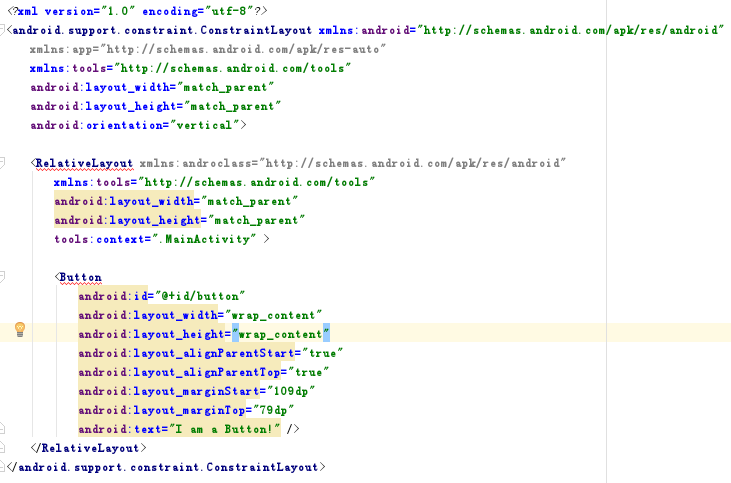 <?xml version="1.0" encoding="utf-8"?>
<android.support.constraint.ConstraintLayout xmlns:android="http://schemas.android.com/apk/res/android"
xmlns:app="http://schemas.android.com/apk/res-auto"
xmlns:tools="http://schemas.android.com/tools"
android:layout_width="match_parent"
android:layout_height="match_parent"
android:orientation="vertical">
<RelativeLayout xmlns:androclass="http://schemas.android.com/apk/res/android"
xmlns:tools="http://schemas.android.com/tools"
android:layout_width="match_parent"
android:layout_height="match_parent"
tools:context=".MainActivity" >
<Button
android:id="@+id/button"
android:layout_width="wrap_content"
android:layout_height="wrap_content"
android:layout_alignParentStart="true"
android:layout_alignParentTop="true"
android:layout_marginStart="109dp"
android:layout_marginTop="79dp"
android:text="I am a Button!" />
</RelativeLayout>
</android.support.constraint.ConstraintLayout>